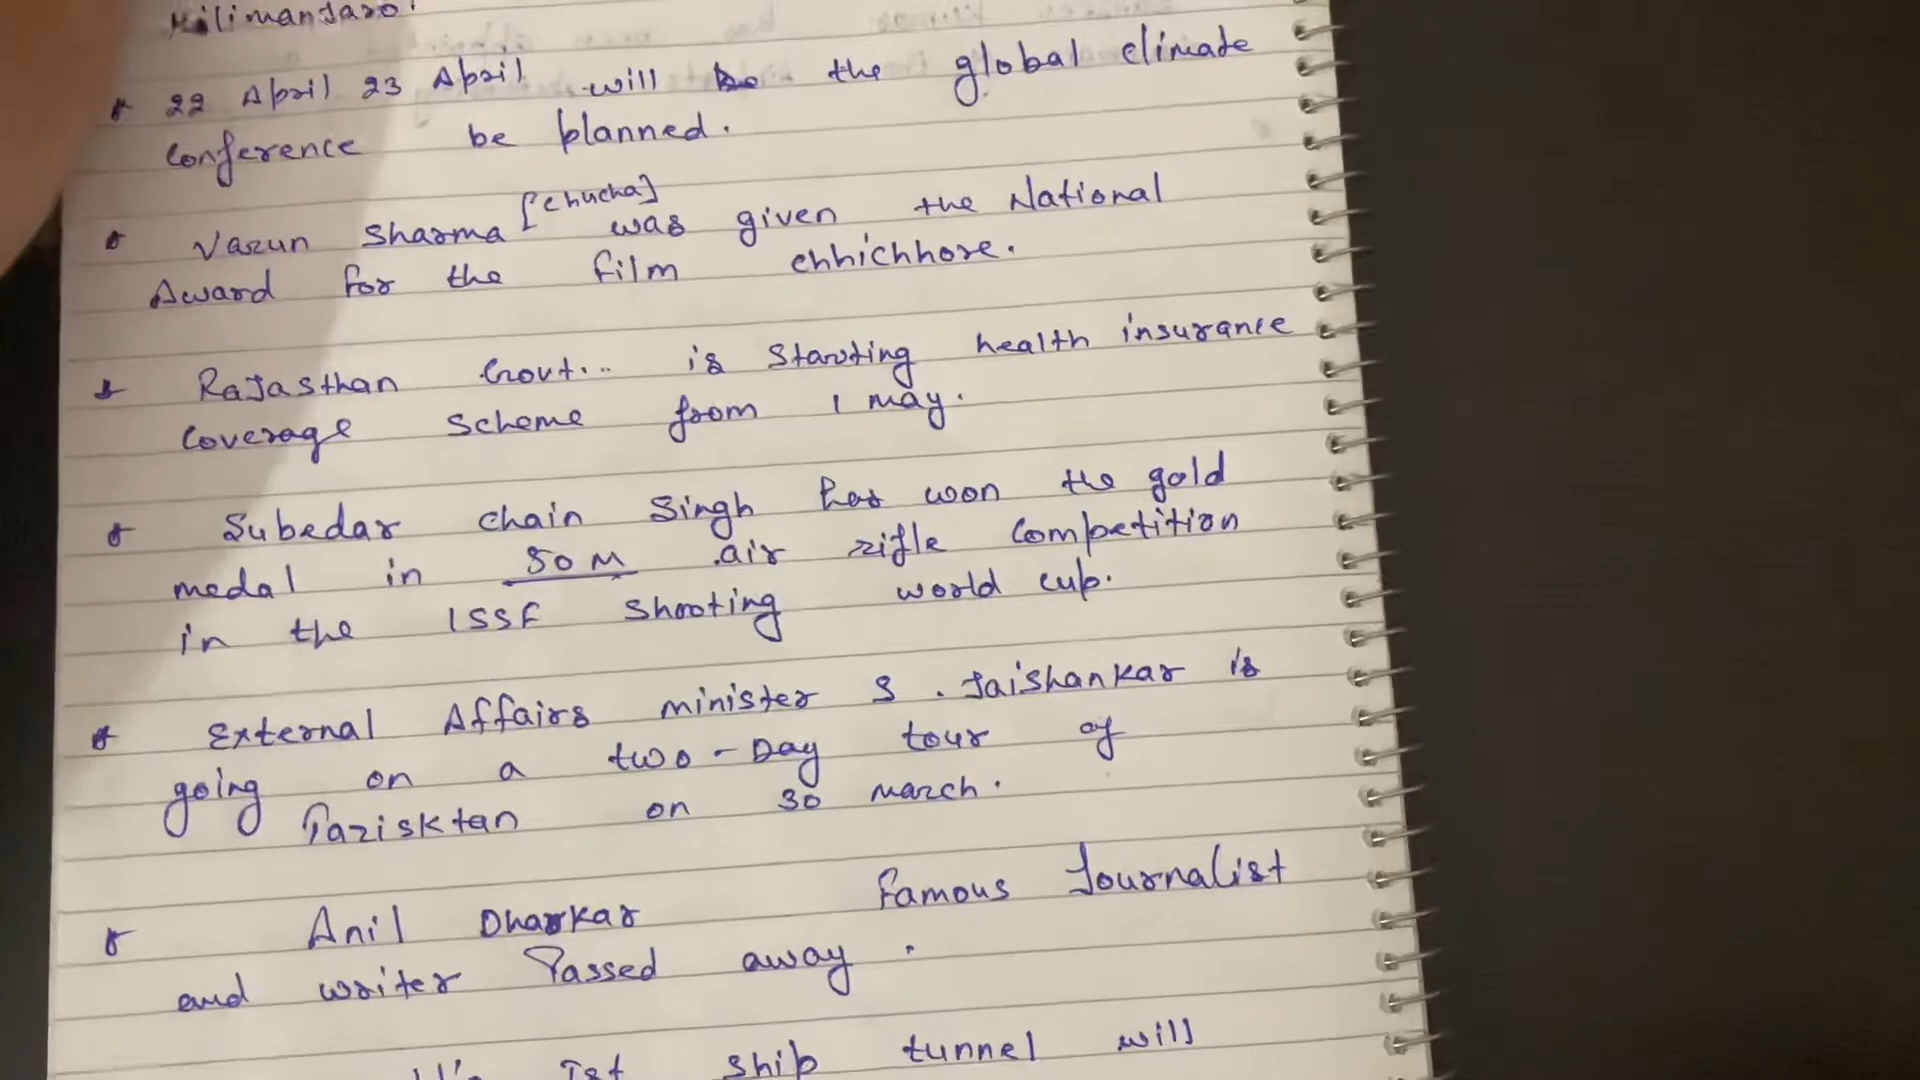 Kilimanjaro.
* 22 April 23 April will the global climate
conference be planned.
[chucha]
* Varun Sharma was given the National
Award for the film chhichhore.
* Rajasthan Govt... is starting health insurance
coverage scheme from 1 may.
* Subedar chain Singh has won the gold
medal in 50 M air rifle competition
in the ISSF shooting world cup.
* External Affairs minister S. Jaishankar is
going on a two-Day tour of
Tazisktan on 30 march.
* Anil Dharkar famous Journalist
and writer Passed away.
1st ship tunnel will